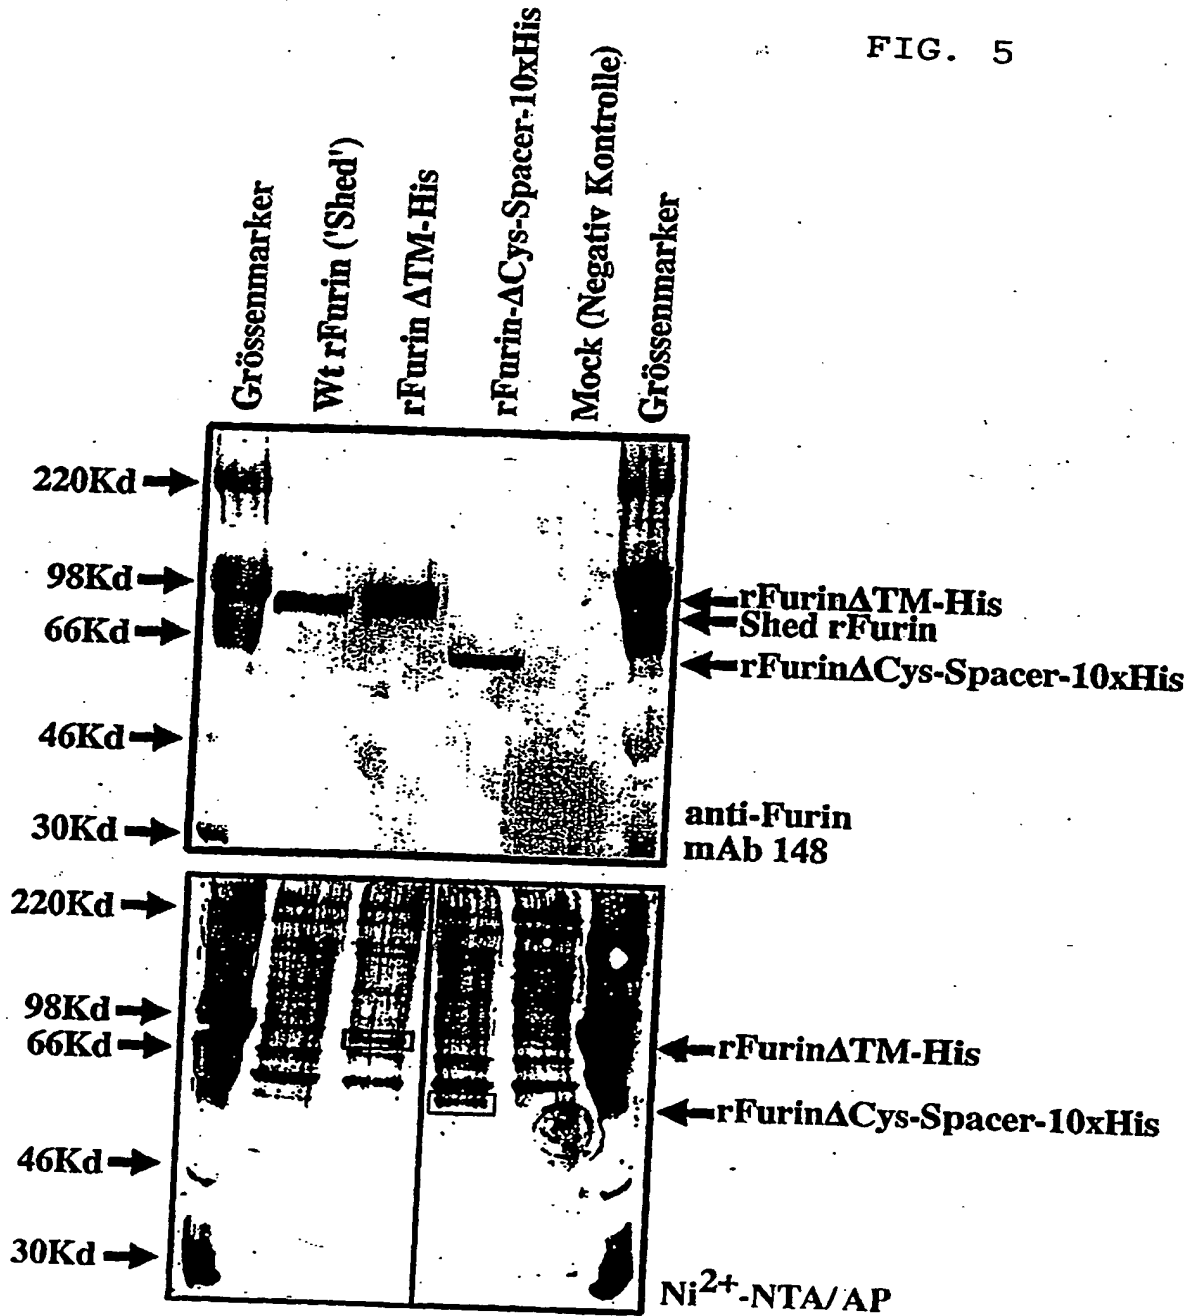 FIG. 5
Grössenmarker
Wt rFurin ('Shed')
rFurin ΔTM-His
rFurin-ΔCys-Spacer-10xHis
Mock (Negativ Kontrolle)
Grössenmarker
220Kd
98Kd
66Kd
46Kd
30Kd
rFurinΔTM-His
Shed rFurin
rFurinΔCys-Spacer-10xHis
anti-Furin
mAb 148
220Kd
98Kd
66Kd
46Kd
30Kd
rFurinΔTM-His
rFurinΔCys-Spacer-10xHis
Ni²⁺-NTA/AP